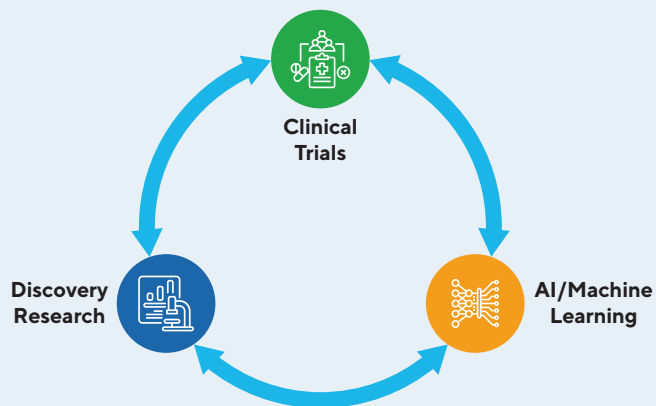 Clinical
Trials
Discovery
Research
AI/Machine
Learning